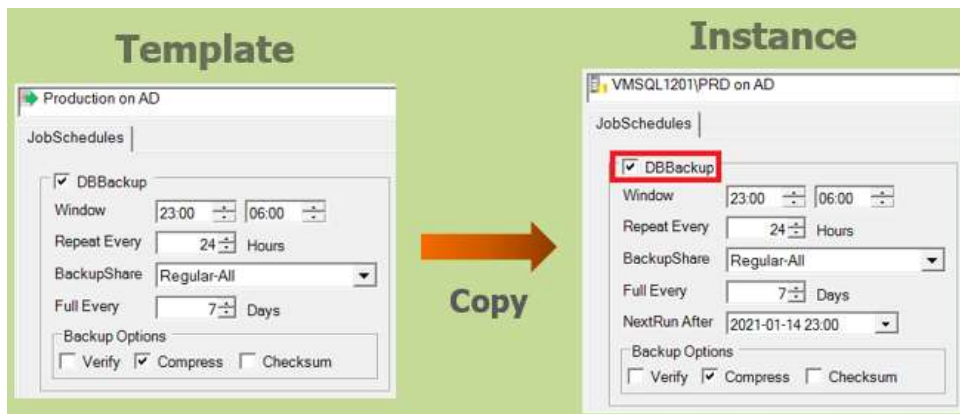 Template
Production on AD
JobSchedules
DBBackup
Window 23:00 06:00
Repeat Every 24 Hours
BackupShare Regular-All
Full Every 7 Days
Backup Options
Verify Compress Checksum
Copy
Instance
VMSQL1201\PRD on AD
JobSchedules
DBBackup
Window 23:00 06:00
Repeat Every 24 Hours
BackupShare Regular-All
Full Every 7 Days
NextRun After 2021-01-14 23:00
Backup Options
Verify Compress Checksum